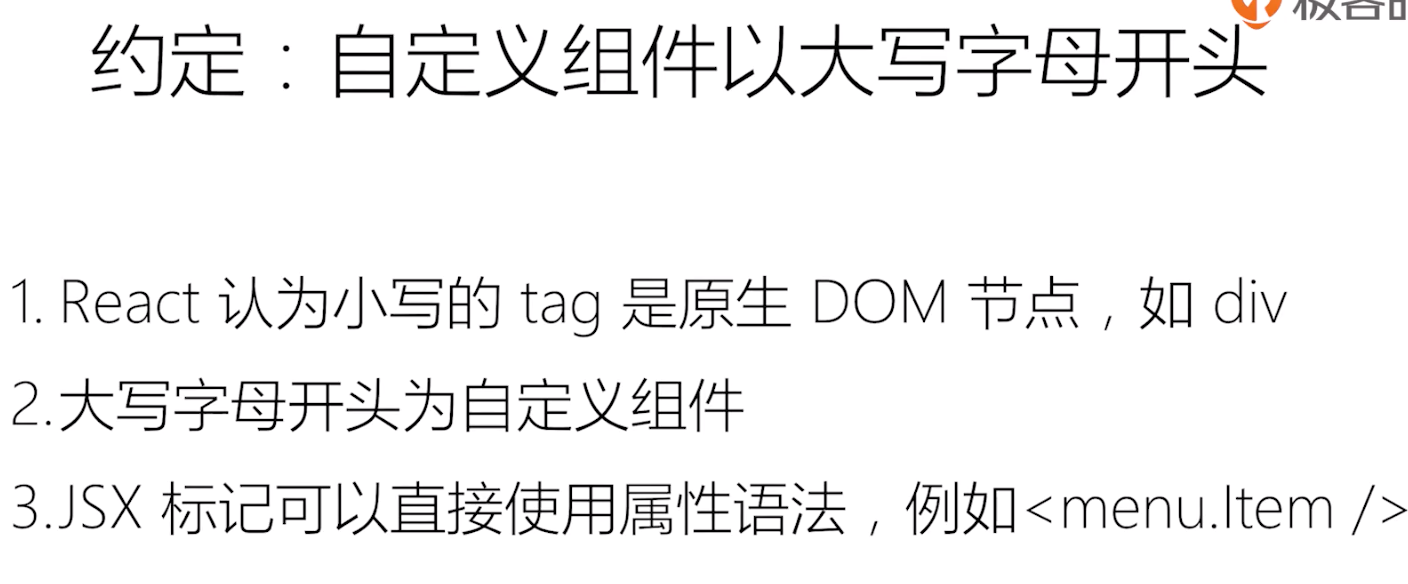 约定：自定义组件以大写字母开头
1. React 认为小写的 tag 是原生 DOM 节点，如 div
2.大写字母开头为自定义组件
3.JSX 标记可以直接使用属性语法，例如<menu.Item />